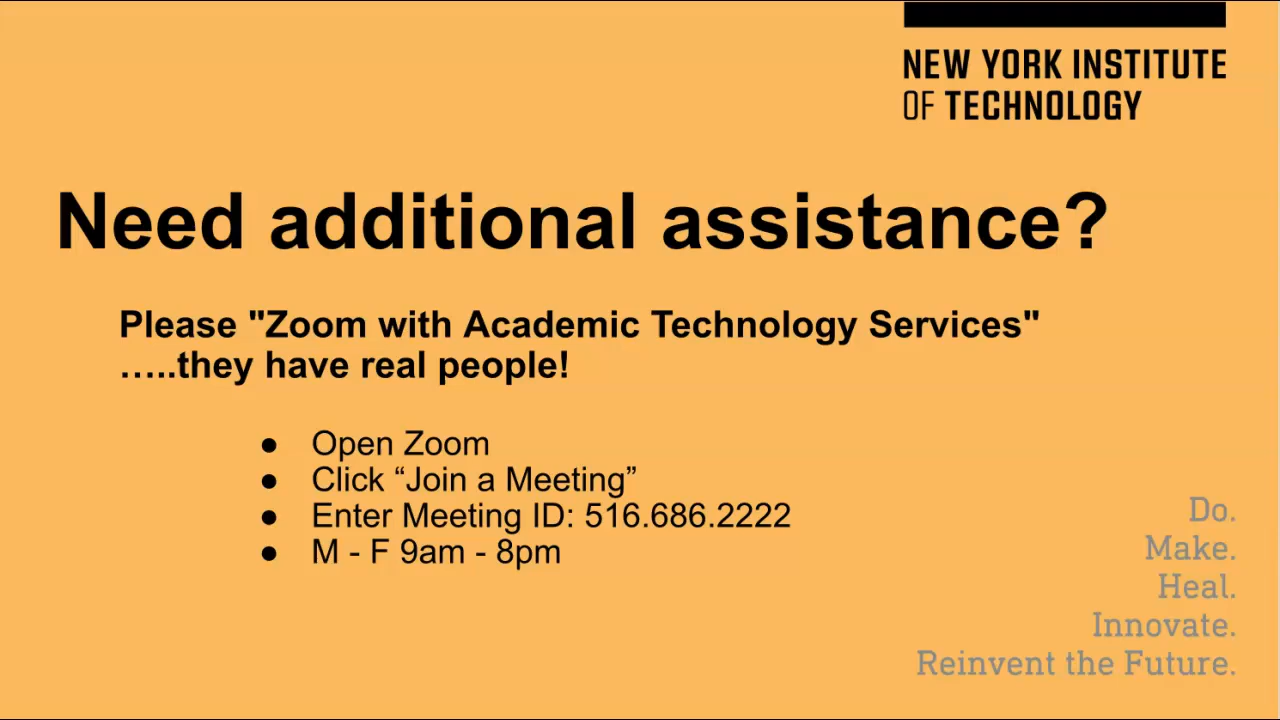 NEW YORK INSTITUTE
OF TECHNOLOGY
Need additional assistance?
Please "Zoom with Academic Technology Services"
…..they have real people!
● Open Zoom
● Click “Join a Meeting”
● Enter Meeting ID: 516.686.2222
● M - F 9am - 8pm
Do.
Make.
Heal.
Innovate.
Reinvent the Future.